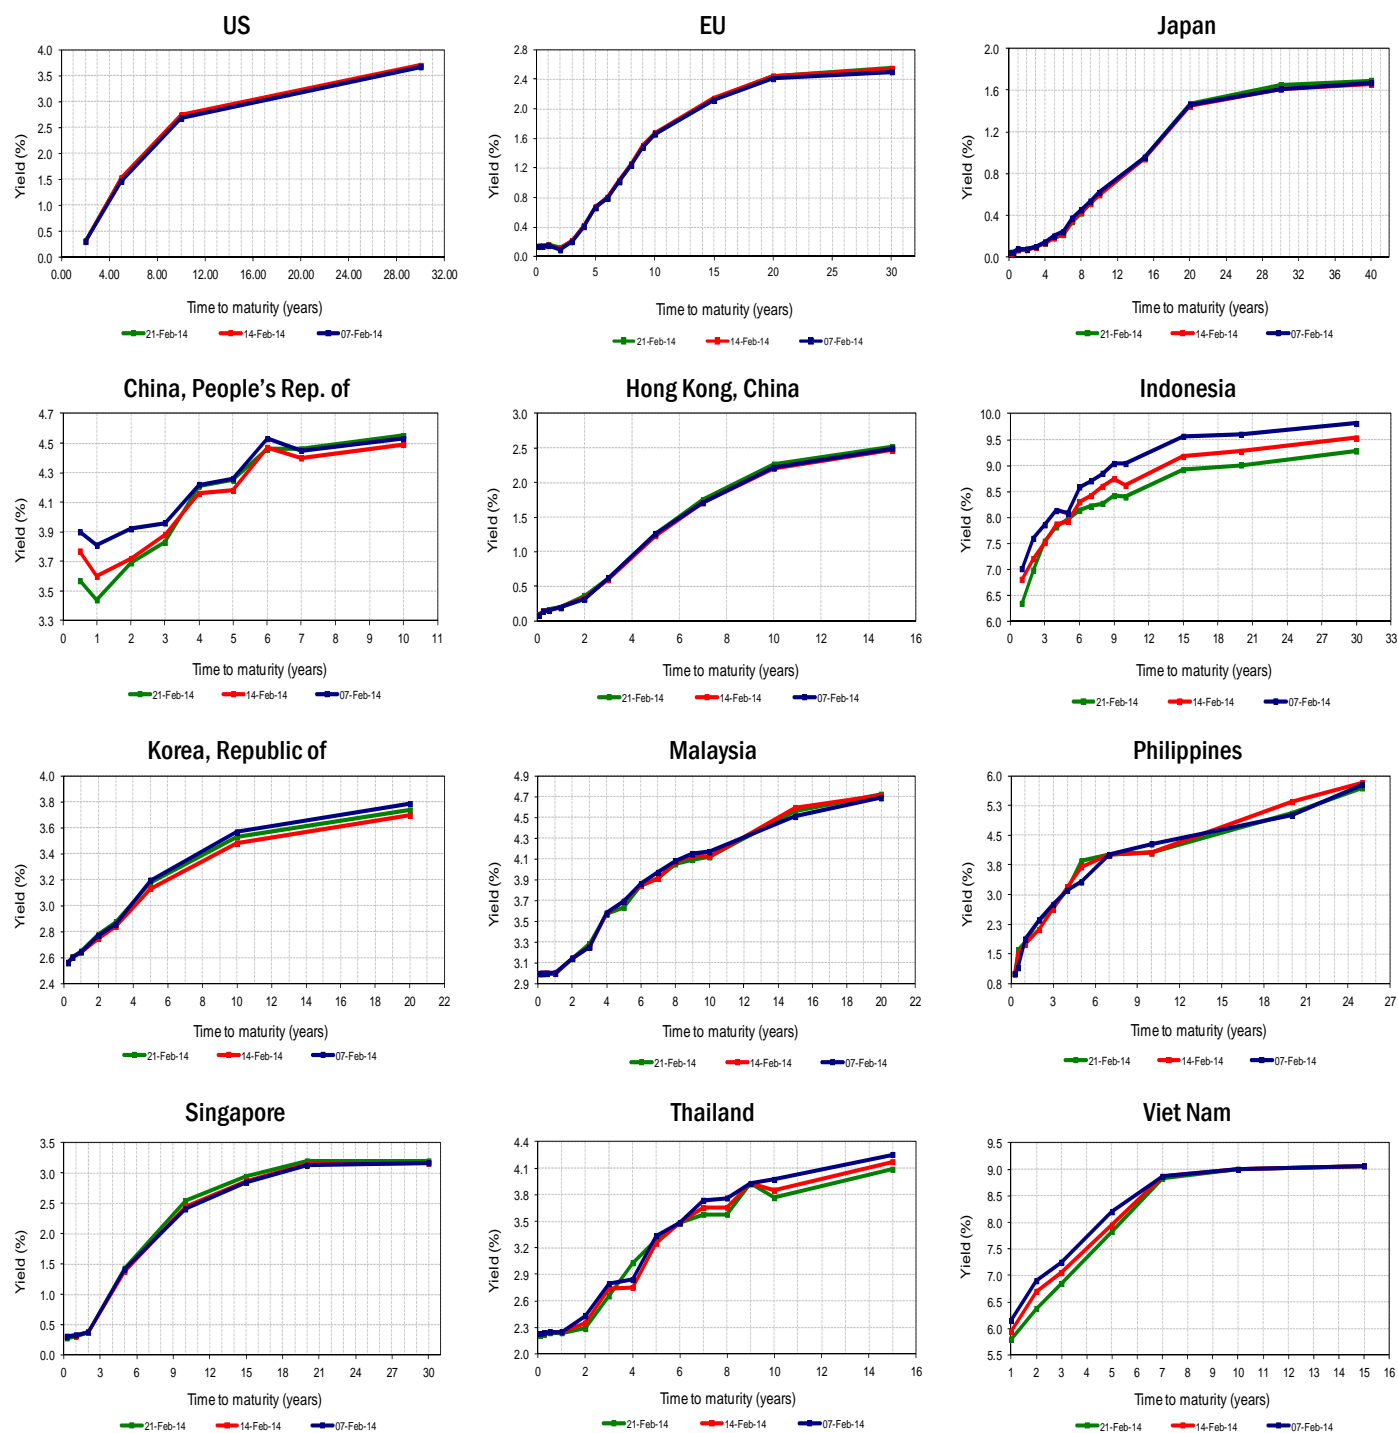 US
EU
Japan
4.0
3.5
3.0
2.5
2.0
1.5
1.0
0.5
0.0
Yield (%)
0.00 4.00 8.00 12.00 16.00 20.00 24.00 28.00 32.00
Time to maturity (years)
21-Feb-14 14-Feb-14 07-Feb-14
2.8
2.4
2.0
1.6
1.2
0.8
0.4
0.0
Yield (%)
0 5 10 15 20 25 30
Time to maturity (years)
21-Feb-14 14-Feb-14 07-Feb-14
2.0
1.6
1.2
0.8
0.4
0.0
Yield (%)
0 4 8 12 16 20 24 28 32 36 40
Time to maturity (years)
21-Feb-14 14-Feb-14 07-Feb-14
China, People's Rep. of
Hong Kong, China
Indonesia
4.7
4.5
4.3
4.1
3.9
3.7
3.5
3.3
Yield (%)
0 1 2 3 4 5 6 7 8 9 10 11
Time to maturity (years)
21-Feb-14 14-Feb-14 07-Feb-14
3.0
2.5
2.0
1.5
1.0
0.5
0.0
Yield (%)
0 2 4 6 8 10 12 14 16
Time to maturity (years)
21-Feb-14 14-Feb-14 07-Feb-14
10.0
9.5
9.0
8.5
8.0
7.5
7.0
6.5
6.0
Yield (%)
0 3 6 9 12 15 18 21 24 27 30 33
Time to maturity (years)
21-Feb-14 14-Feb-14 07-Feb-14
Korea, Republic of
Malaysia
Philippines
4.0
3.8
3.6
3.4
3.2
3.0
2.8
2.6
2.4
Yield (%)
0 2 4 6 8 10 12 14 16 18 20 22
Time to maturity (years)
21-Feb-14 14-Feb-14 07-Feb-14
4.9
4.7
4.5
4.3
4.1
3.9
3.7
3.5
3.3
3.1
2.9
Yield (%)
0 2 4 6 8 10 12 14 16 18 20 22
Time to maturity (years)
21-Feb-14 14-Feb-14 07-Feb-14
6.0
5.3
4.5
3.8
3.0
2.3
1.5
0.8
Yield (%)
0 3 6 9 12 15 18 21 24 27
Time to maturity (years)
21-Feb-14 14-Feb-14 07-Feb-14
Singapore
Thailand
Viet Nam
3.5
3.0
2.5
2.0
1.5
1.0
0.5
0.0
Yield (%)
0 3 6 9 12 15 18 21 24 27 30
Time to maturity (years)
21-Feb-14 14-Feb-14 07-Feb-14
4.4
4.1
3.8
3.5
3.2
2.9
2.6
2.3
2.0
Yield (%)
0 2 4 6 8 10 12 14 16
Time to maturity (years)
21-Feb-14 14-Feb-14 07-Feb-14
9.5
9.0
8.5
8.0
7.5
7.0
6.5
6.0
5.5
Yield (%)
1 2 3 4 5 6 7 8 9 10 11 12 13 14 15 16
Time to maturity (years)
21-Feb-14 14-Feb-14 07-Feb-14